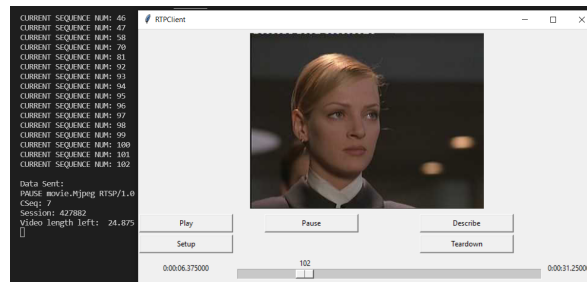 CURRENT SEQUENCE NUM: 46
CURRENT SEQUENCE NUM: 47
CURRENT SEQUENCE NUM: 58
CURRENT SEQUENCE NUM: 70
CURRENT SEQUENCE NUM: 81
CURRENT SEQUENCE NUM: 92
CURRENT SEQUENCE NUM: 93
CURRENT SEQUENCE NUM: 94
CURRENT SEQUENCE NUM: 95
CURRENT SEQUENCE NUM: 96
CURRENT SEQUENCE NUM: 97
CURRENT SEQUENCE NUM: 98
CURRENT SEQUENCE NUM: 99
CURRENT SEQUENCE NUM: 100
CURRENT SEQUENCE NUM: 101
CURRENT SEQUENCE NUM: 102
Data Sent:
PAUSE movie.Mjpeg RTSP/1.0
CSeq: 7
Session: 427882
Video length left: 24.875
RTPClient
Play Pause Describe
Setup Teardown
102
0:00:06.375000 0:00:31.25000